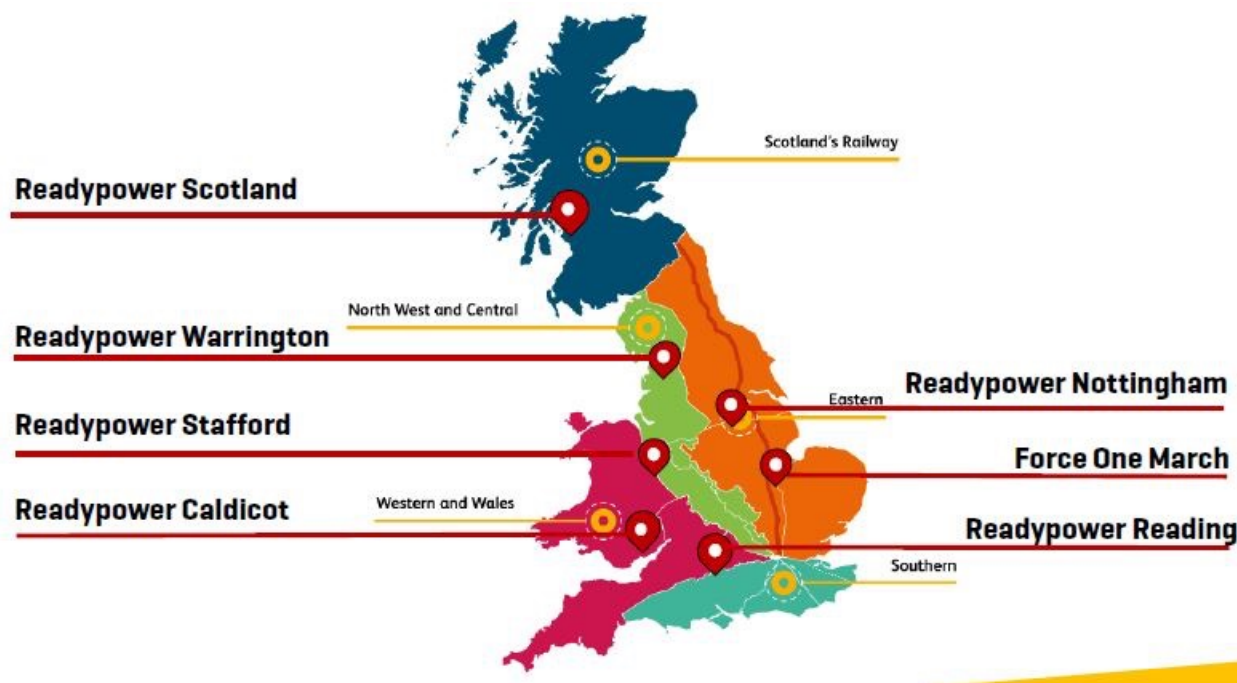 Scotland's Railway
Readypower Scotland
North West and Central
Readypower Warrington
Readypower Nottingham
Eastern
Readypower Stafford
Force One March
Western and Wales
Readypower Caldicot
Readypower Reading
Southern